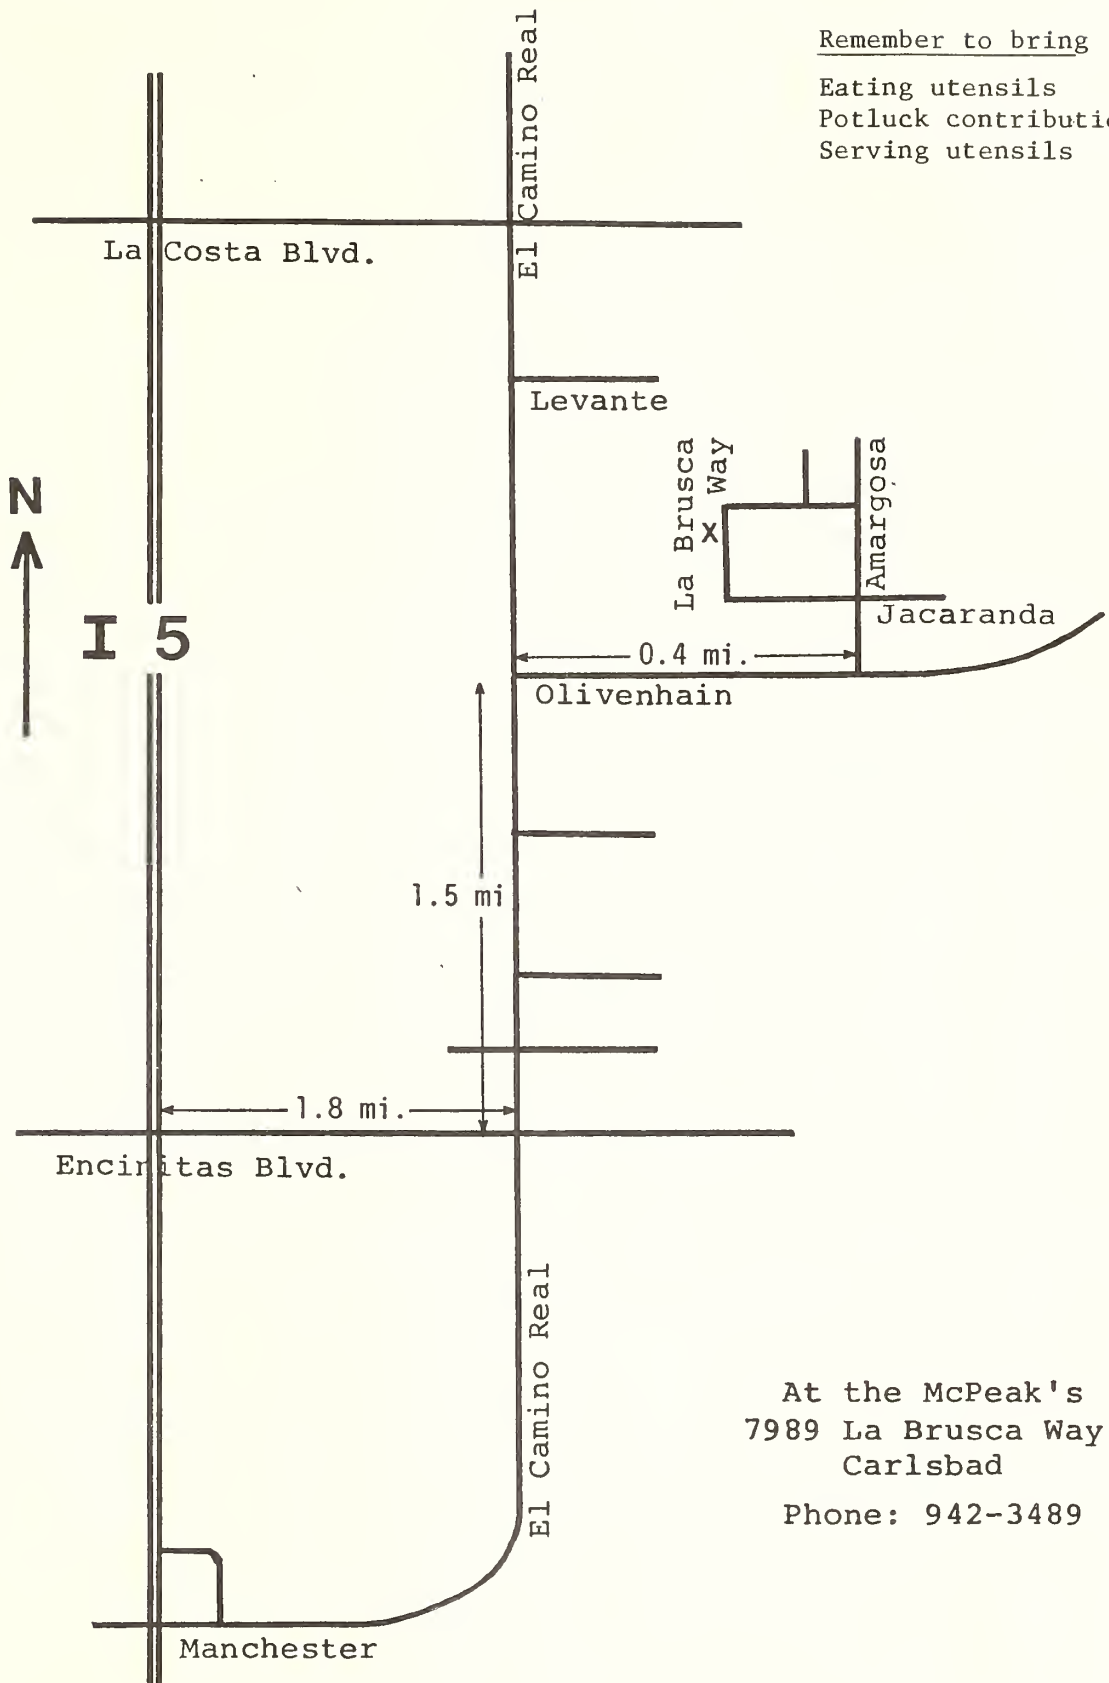 Remember to bring
Eating utensils
Potluck contributio
Serving utensils
El Camino Real
La Costa Blvd.
Levante
La Brusca
Way
X
Amargosa
N
I 5
Jacaranda
0.4 mi.
Olivenhain
1.5 mi
1.8 mi.
Encinitas Blvd.
El Camino Real
At the McPeak's
7989 La Brusca Way
Carlsbad
Phone: 942-3489
Manchester